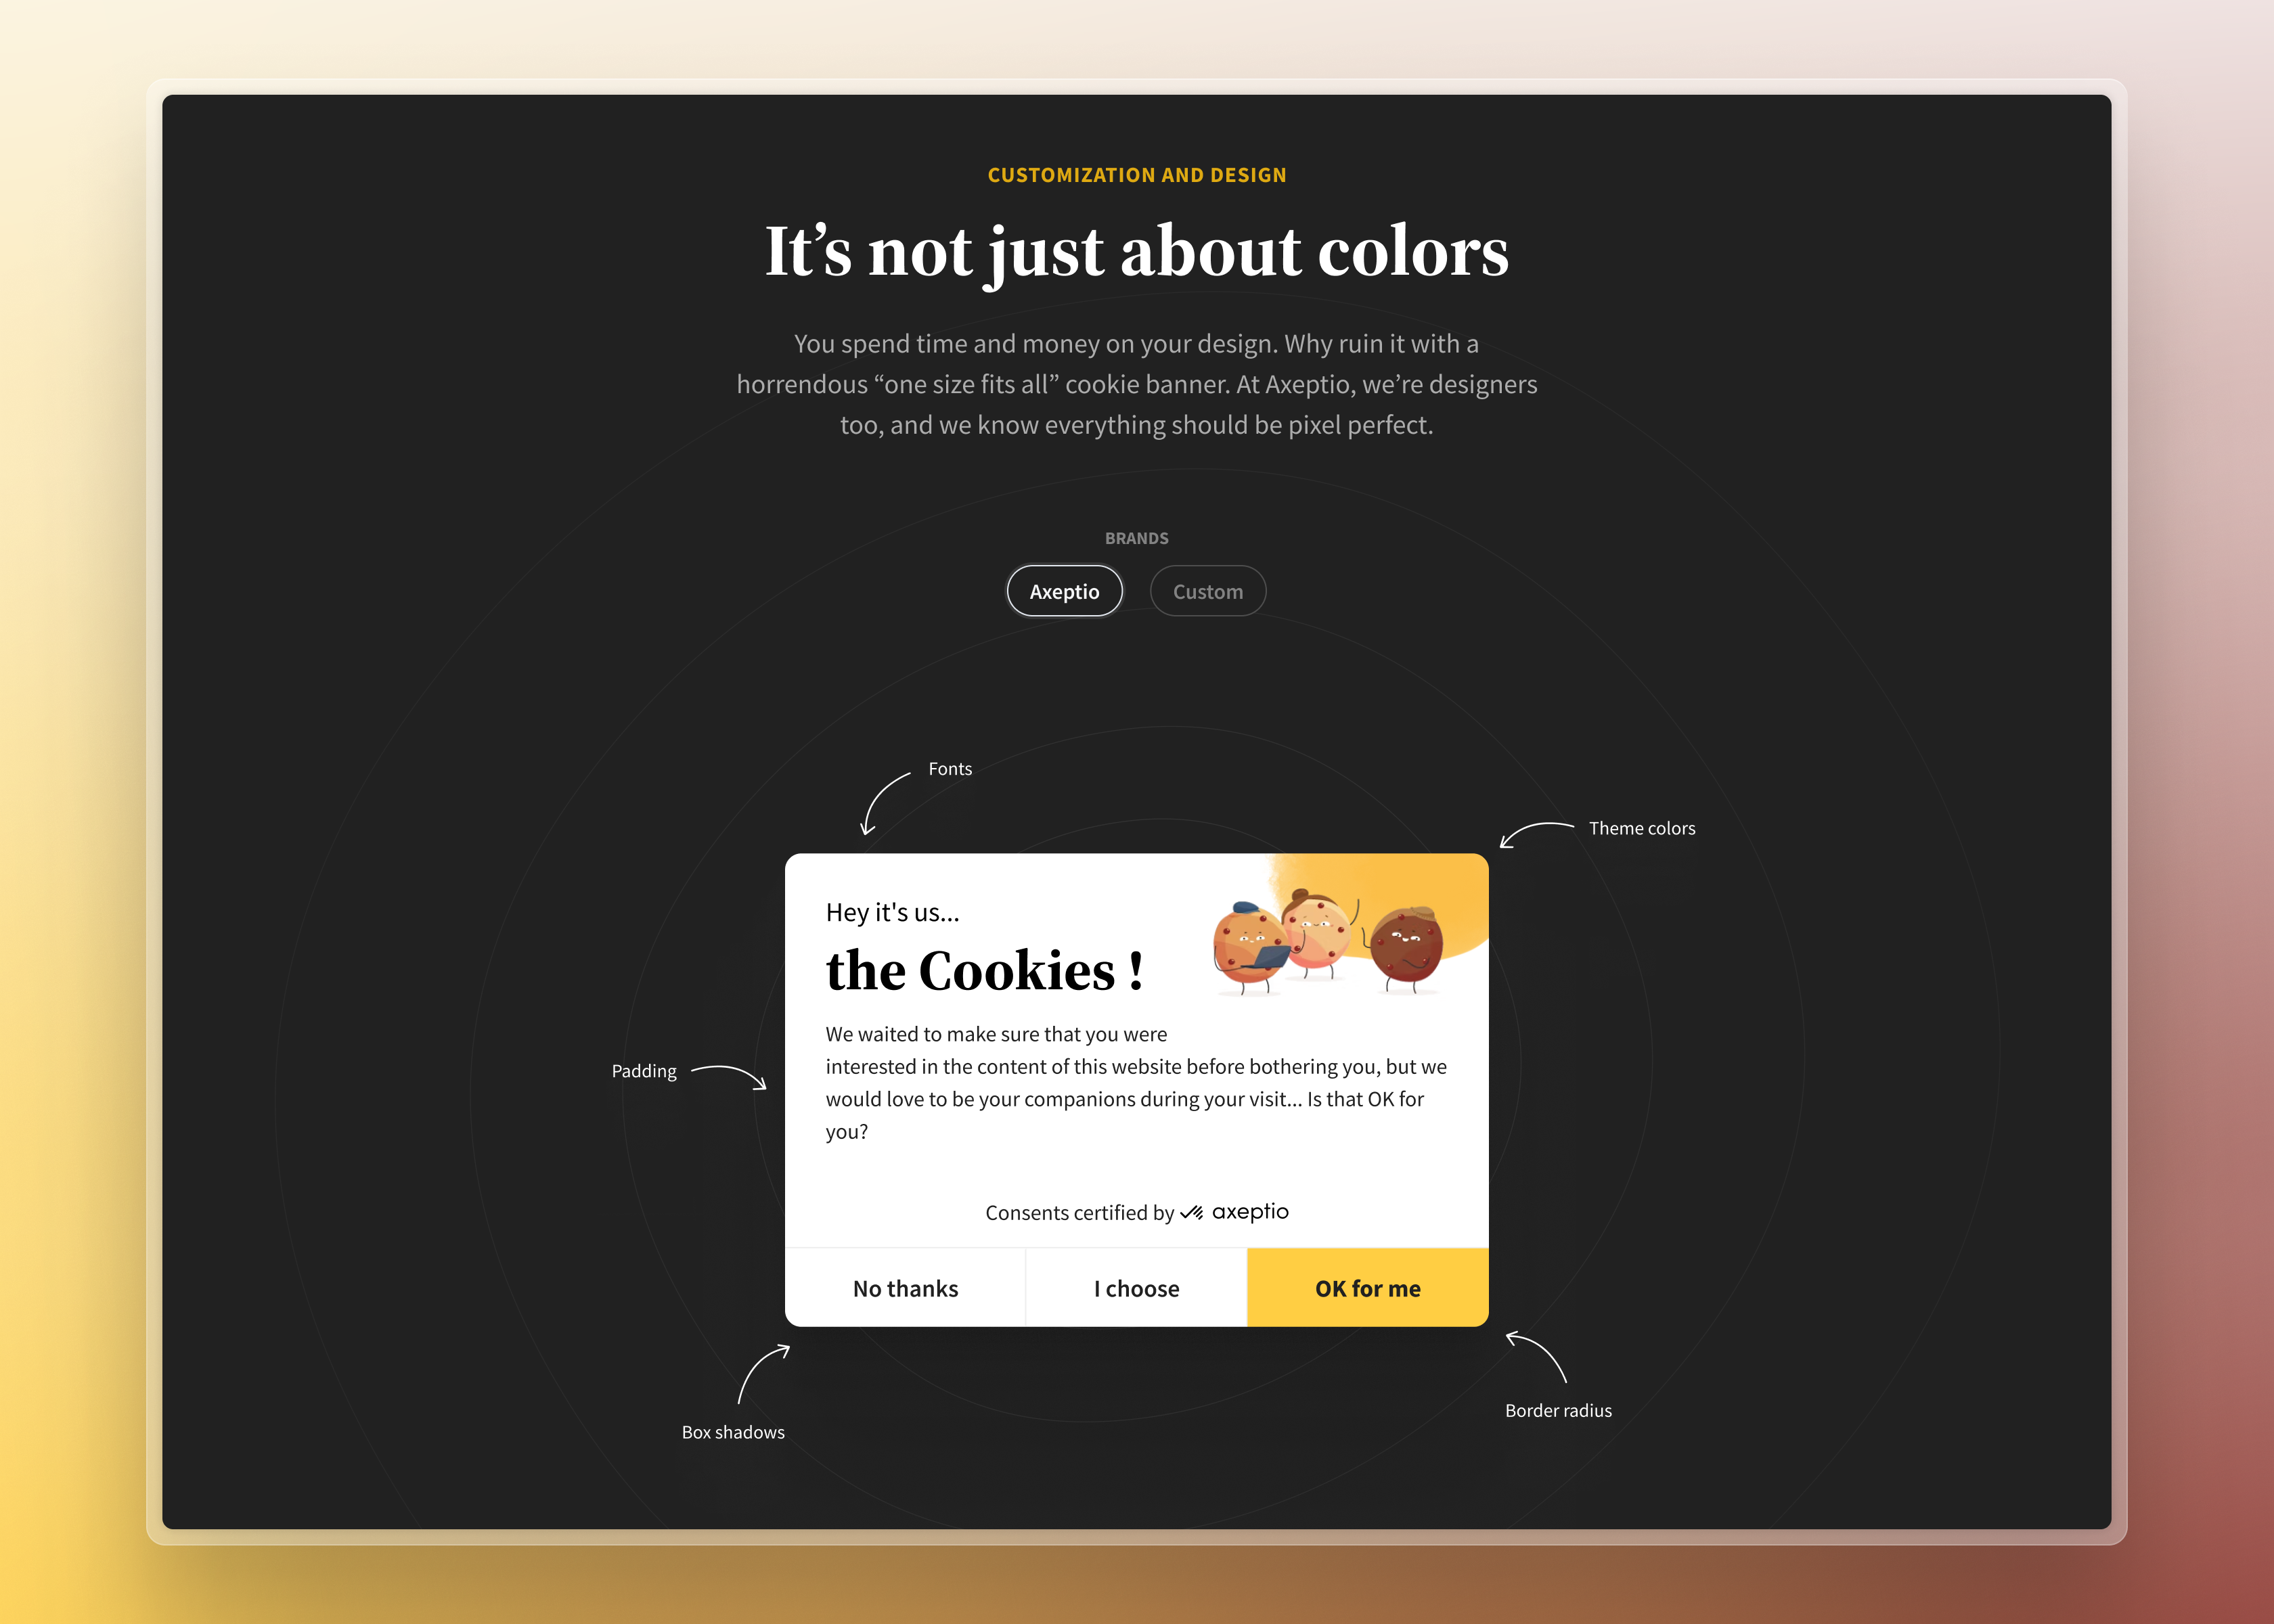 CUSTOMIZATION AND DESIGN
It’s not just about colors
You spend time and money on your design. Why ruin it with a
horrendous “one size fits all” cookie banner. At Axeptio, we’re designers
too, and we know everything should be pixel perfect.
BRANDS
Axeptio
Custom
Fonts
Theme colors
Hey it's us...
the Cookies !
We waited to make sure that you were
interested in the content of this website before bothering you, but we
would love to be your companions during your visit... Is that OK for
you?
Padding
Consents certified by axeptio
No thanks
I choose
OK for me
Box shadows
Border radius